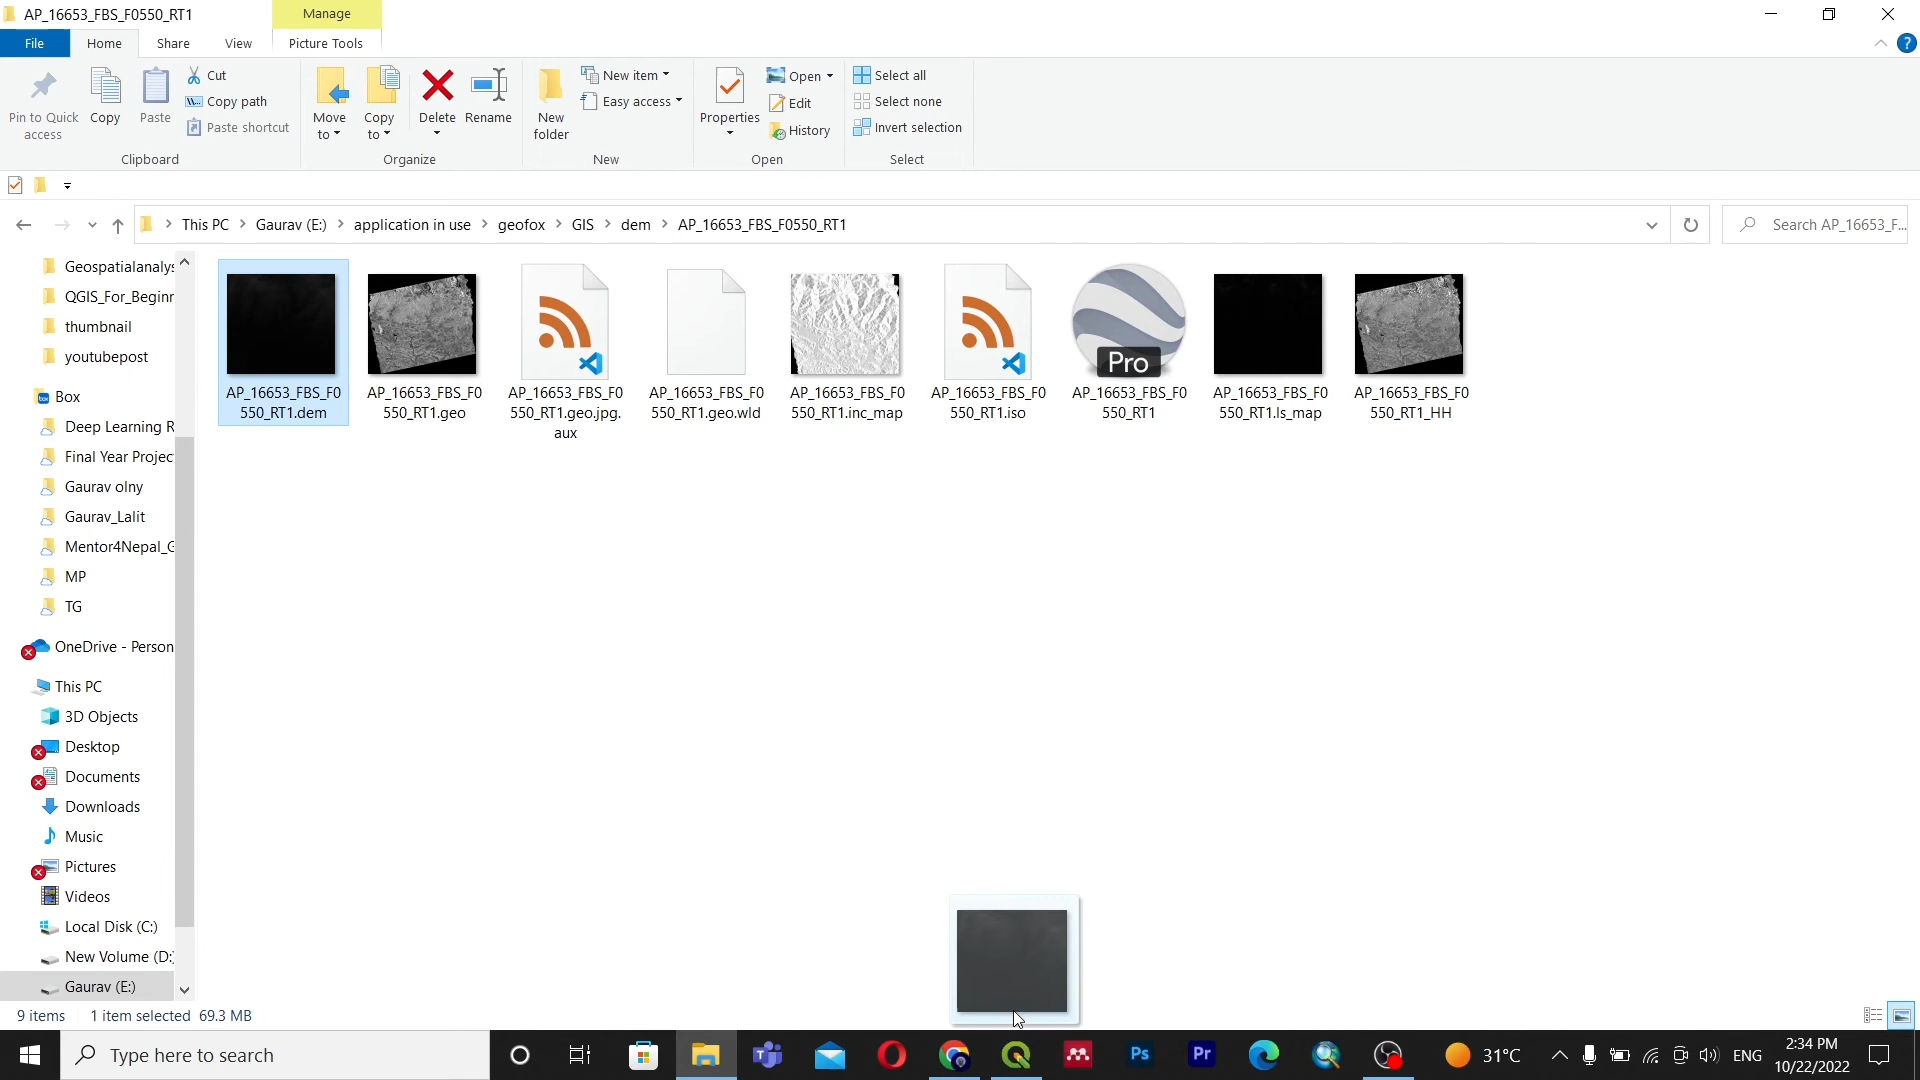 AP_16653_FBS_F0550_RT1
Manage
File
Home
Share
View
Picture Tools
Pin to Quick
access
Copy
Paste
Cut
Copy path
Paste shortcut
Clipboard
Move
to
Copy
to
Delete
Rename
Organize
New
folder
New item
Easy access
New
Properties
Open
Edit
History
Open
Select all
Select none
Invert selection
Select
This PC
Gaurav (E:)
application in use
geofox
GIS
dem
AP_16653_FBS_F0550_RT1
Search AP_16653_F...
Geospatialanalys
QGIS_For_Beginr
thumbnail
youtubepost
Box
Deep Learning R
Final Year Projec
Gaurav olny
Gaurav_Lalit
Mentor4Nepal_G
MP
TG
OneDrive - Person
This PC
3D Objects
Desktop
Documents
Downloads
Music
Pictures
Videos
Local Disk (C:)
New Volume (D:)
Gaurav (E:)
AP_16653_FBS_F0
550_RT1.dem
AP_16653_FBS_F0
550_RT1.geo
AP_16653_FBS_F0
550_RT1.geo.jpg.
aux
AP_16653_FBS_F0
550_RT1.geo.wld
AP_16653_FBS_F0
550_RT1.inc_map
AP_16653_FBS_F0
550_RT1.iso
Pro
AP_16653_FBS_F0
550_RT1
AP_16653_FBS_F0
550_RT1.ls_map
AP_16653_FBS_F0
550_RT1_HH
9 items
1 item selected 69.3 MB
Type here to search
Ps
Pr
31°C
ENG
2:34 PM
10/22/2022